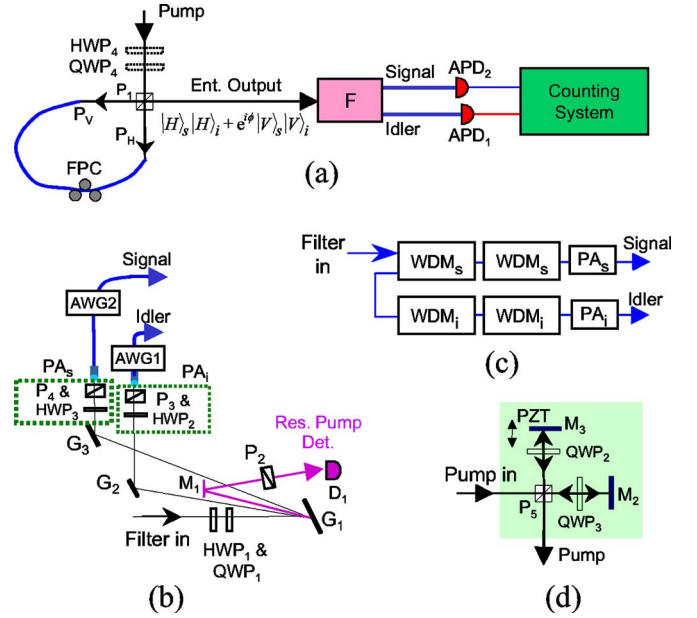 Pump
HWP4
QWP4
P1
Ent. Output
PV
PH
|H⟩s|H⟩i + e^iϕ|V⟩s|V⟩i
FPC
F
Signal
Idler
APD2
APD1
Counting
System
(a)
Signal
AWG2
Idler
AWG1
PAs
PAi
P4 &
HWP3
P3 &
HWP2
G3
G2
M1
P2
Res. Pump
Det.
D1
G1
Filter in
HWP1 &
QWP1
(b)
Filter
in
WDMs
WDMs
PAs
Signal
WDMi
WDMi
PAi
Idler
(c)
PZT
M3
QWP2
Pump in
P5
M2
QWP3
Pump
(d)